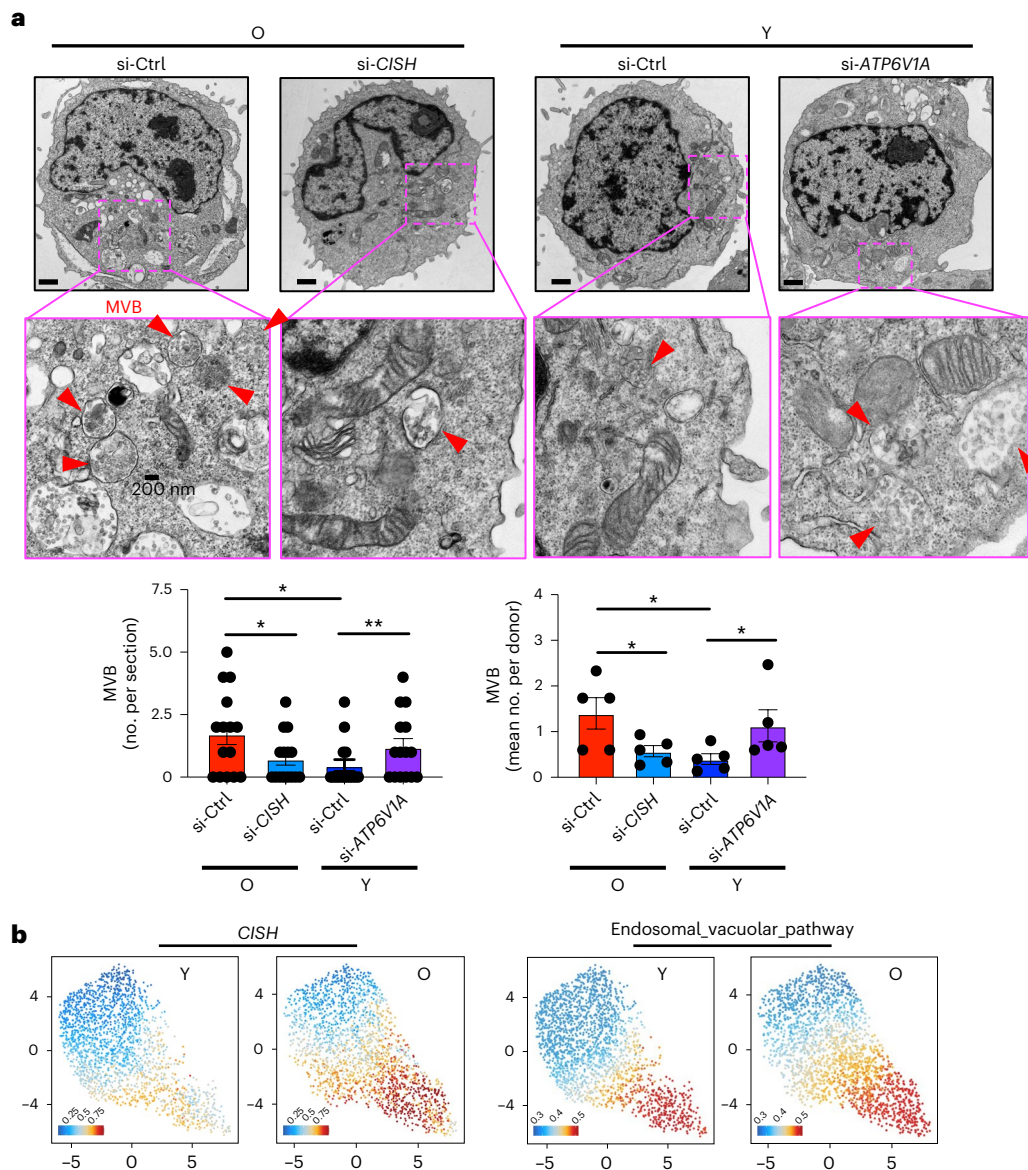 a
O
Y
si-Ctrl
si-CISH
si-Ctrl
si-ATP6V1A
MVB
200 nm
MVB
(no. per section)
7.5
5.0
2.5
0
*
*
**
si-Ctrl
si-CISH
si-Ctrl
si-ATP6V1A
O
Y
MVB
(mean no. per donor)
4
3
2
1
0
*
*
*
si-Ctrl
si-CISH
si-Ctrl
si-ATP6V1A
O
Y
b
CISH
Endosomal_vacuolar_pathway
Y
4
0
−4
0.25
0.5
0.75
−5
0
5
O
4
0
−4
0.25
0.5
0.75
−5
0
5
Y
4
0
−4
0.3
0.4
0.5
−5
0
5
O
4
0
−4
0.3
0.4
0.5
−5
0
5